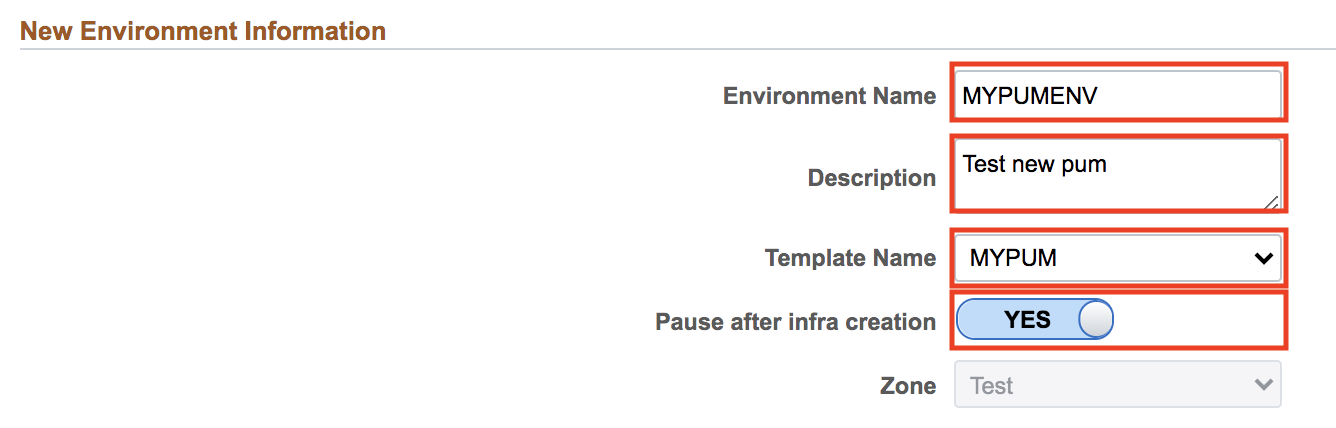 New Environment Information
Environment Name MYPUMENV
Description Test new pum
Template Name MYPUM
Pause after infra creation YES
Zone Test